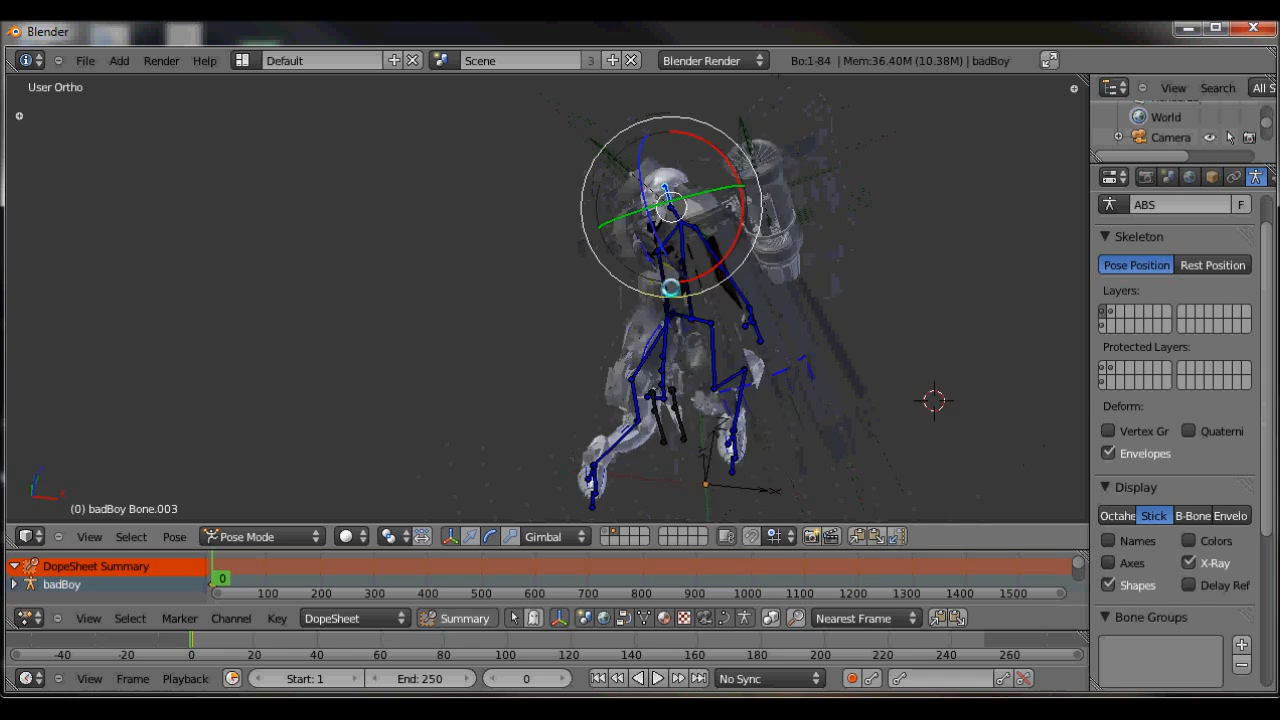 Blender
File Add Render Help Default Scene 3 Blender Render Bo:1-84 | Mem:36.40M (10.38M) | badBoy
User Ortho
View Search All S
World
Camera
ABS F
Skeleton
Pose Position Rest Position
Layers:
Protected Layers:
Deform:
Vertex Gr Quaterni
Envelopes
Display
Octahe Stick B-Bone Envelo
Names Colors
Axes X-Ray
Shapes Delay Ref
Bone Groups
(0) badBoy Bone.003
View Select Pose Pose Mode Gimbal
DopeSheet Summary
badBoy
0
100 200 300 400 500 600 700 800 900 1000 1100 1200 1300 1400 1500
View Select Marker Channel Key DopeSheet Summary Nearest Frame
-40 -20 0 20 40 60 80 100 120 140 160 180 200 220 240 260
View Frame Playback Start: 1 End: 250 0 No Sync